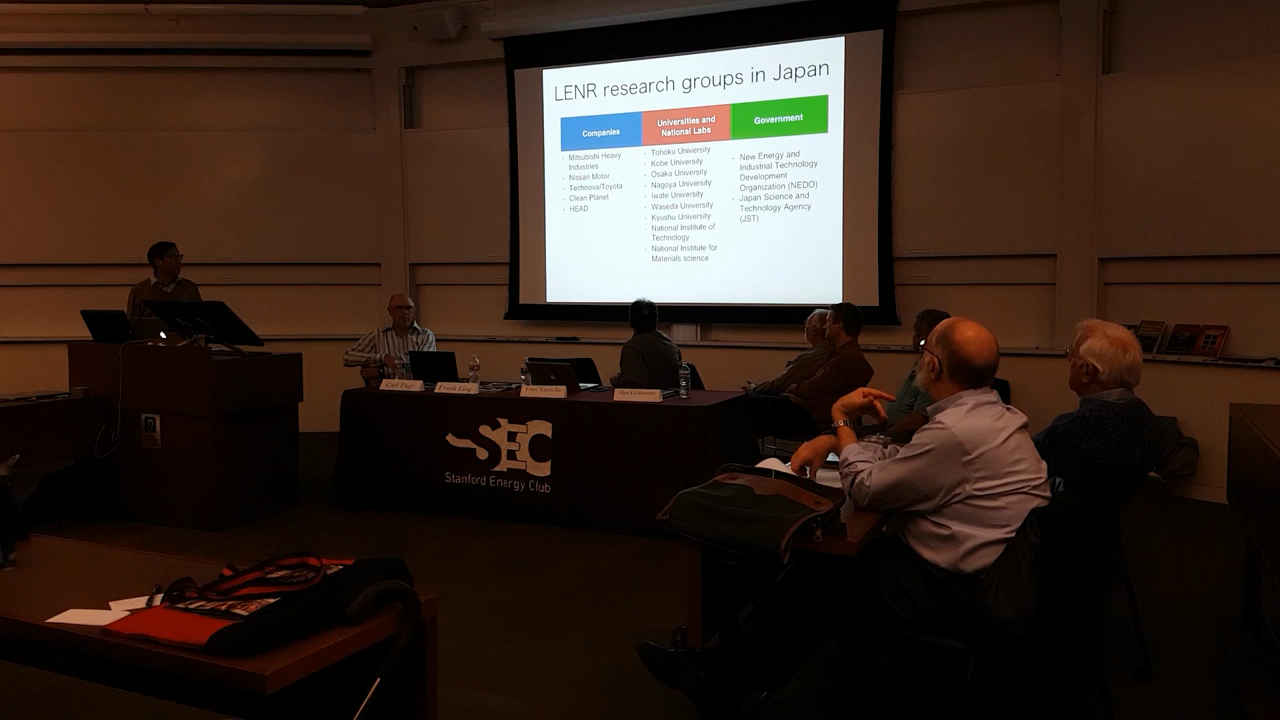 LENR research groups in Japan
Companies
- Mitsubishi Heavy
Industries
- Nissan Motor
- Technova/Toyota
- Clean Planet
- HEAD
Universities and
National Labs
- Tohoku University
- Kobe University
- Osaka University
- Nagoya University
- Iwate University
- Waseda University
- Kyushu University
- National Institute of
Technology
- National Institute for
Materials science
Government
- New Energy and
Industrial Technology
Development
Organization (NEDO)
- Japan Science and
Technology Agency
(JST)
Carl Page
Frank Ling
SEC
Stanford Energy Club